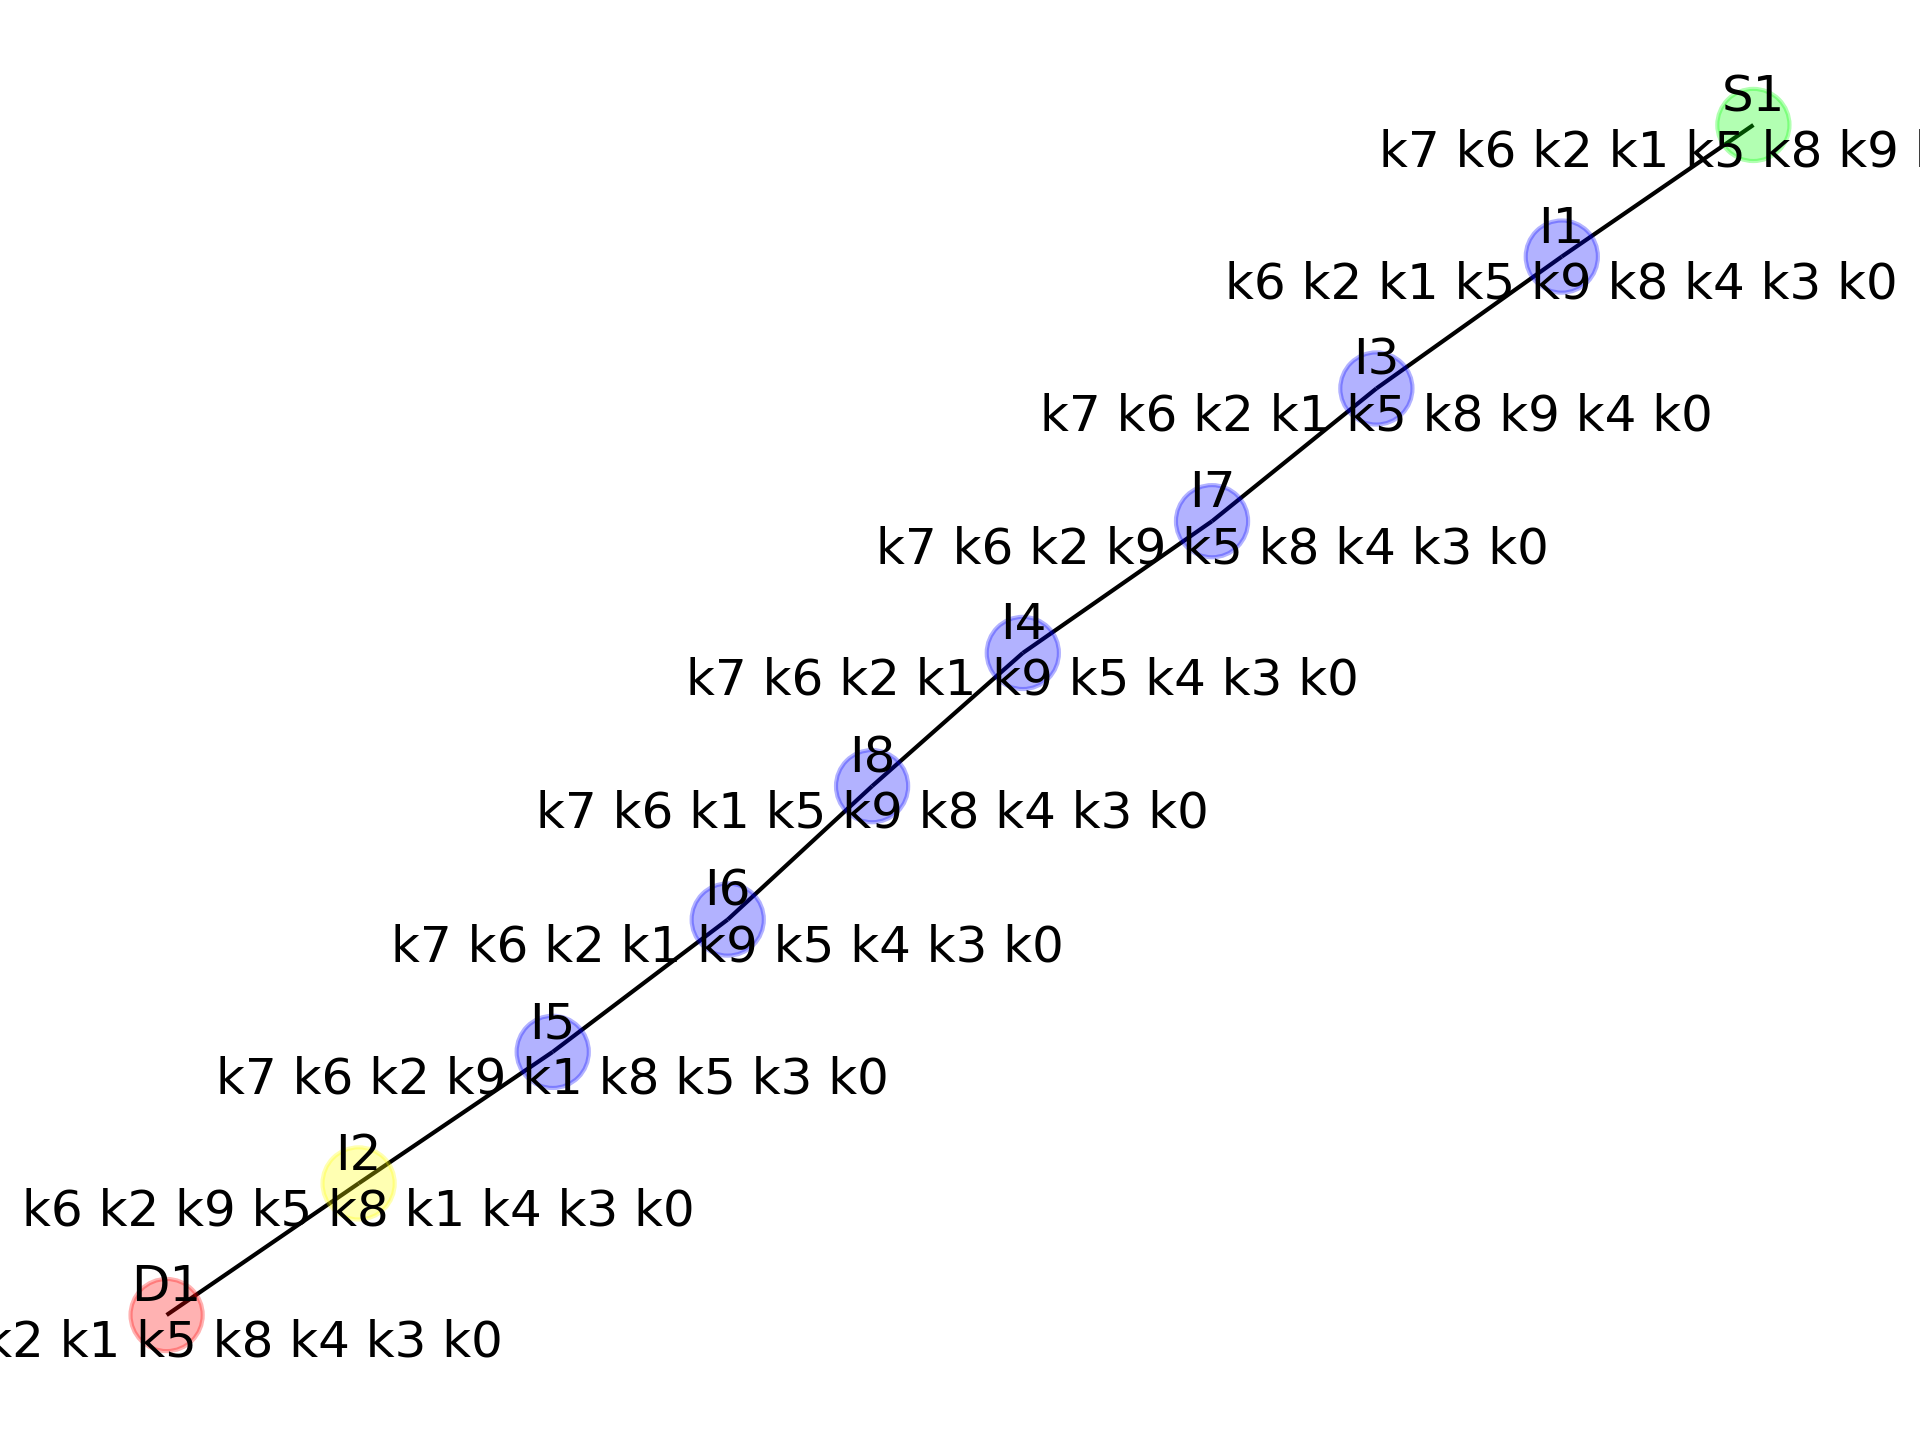 S1
k7 k6 k2 k1 k5 k8 k9
I1
k6 k2 k1 k5 k9 k8 k4 k3 k0
I3
k7 k6 k2 k1 k5 k8 k9 k4 k0
I7
k7 k6 k2 k9 k5 k8 k4 k3 k0
I4
k7 k6 k2 k1 k9 k5 k4 k3 k0
I8
k7 k6 k1 k5 k9 k8 k4 k3 k0
I6
k7 k6 k2 k1 k9 k5 k4 k3 k0
I5
k7 k6 k2 k9 k1 k8 k5 k3 k0
I2
k6 k2 k9 k5 k8 k1 k4 k3 k0
D1
k2 k1 k5 k8 k4 k3 k0